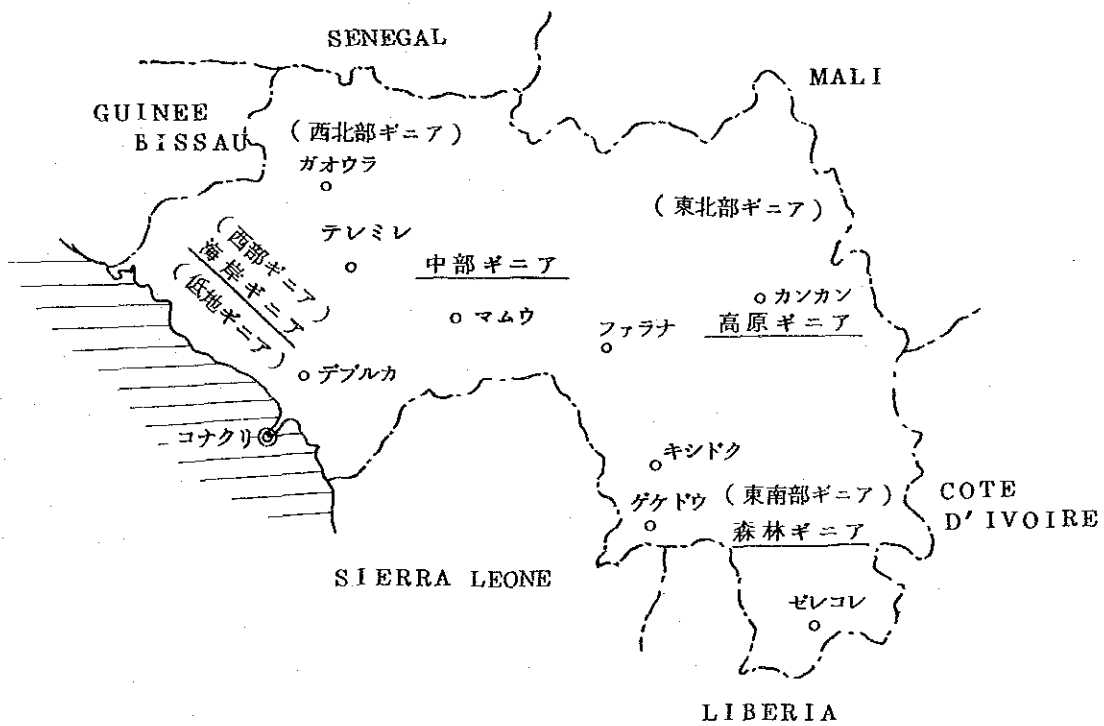 SENEGAL
MALI
GUINEE
BISSAU
(西北部ギニア)
ガオウラ
(東北部ギニア)
テレミレ
(西部ギニア)
海岸ギニア
(低地ギニア)
中部ギニア
カンカン
マムウ
ファラナ
高原ギニア
デブルカ
コナクリ
キシドク
ゲケドウ
(東南部ギニア)
COTE
D'IVOIRE
森林ギニア
SIERRA LEONE
ゼレコレ
LIBERIA